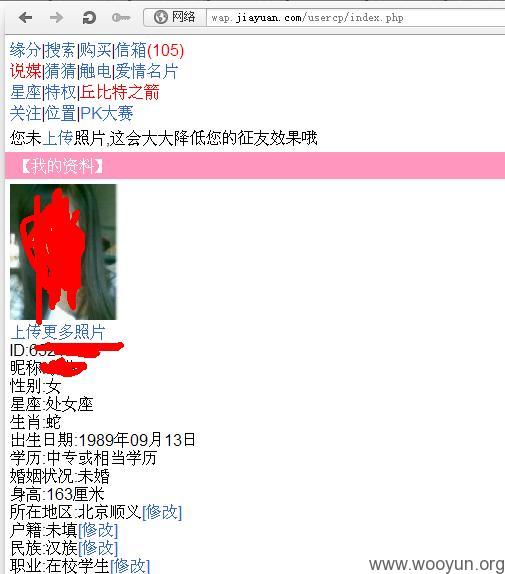 网络 wap.jiayuan.com/usercp/index.php
缘分|搜索|购买|信箱(105)
说媒|猜猜|触电|爱情名片
星座|特权|丘比特之箭
关注|位置|PK大赛
您未上传照片,这会大大降低您的征友效果哦
【我的资料】
上传更多照片
ID:
昵称
性别:女
星座:处女座
生肖:蛇
出生日期:1989年09月13日
学历:中专或相当学历
婚姻状况:未婚
身高:163厘米
所在地区:北京顺义[修改]
户籍:未填[修改]
民族:汉族[修改]
职业:在校学生[修改]
www.wooyun.org